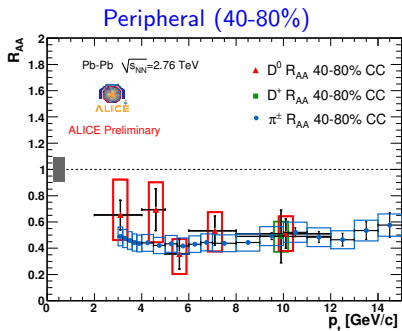 Peripheral (40-80%)
R_AA
2
1.8
1.6
1.4
1.2
1
0.8
0.6
0.4
0.2
0
Pb-Pb √s_NN=2.76 TeV
ALICE
ALICE Preliminary
D⁰ R_AA 40-80% CC
D⁺ R_AA 40-80% CC
π± R_AA 40-80% CC
0 2 4 6 8 10 12 14
p_t [GeV/c]